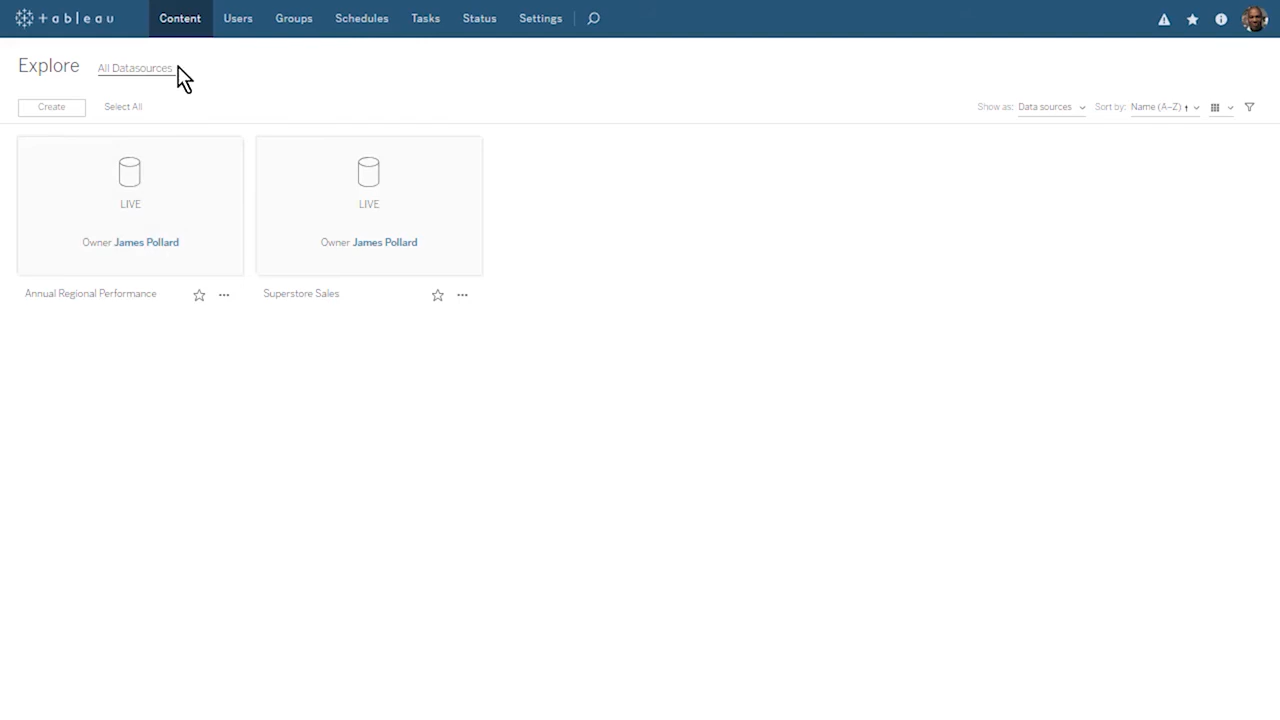 tableau Content Users Groups Schedules Tasks Status Settings
Explore All Datasources
Create Select All Show as: Data sources Sort by: Name (A–Z)
LIVE LIVE
Owner James Pollard Owner James Pollard
Annual Regional Performance Superstore Sales